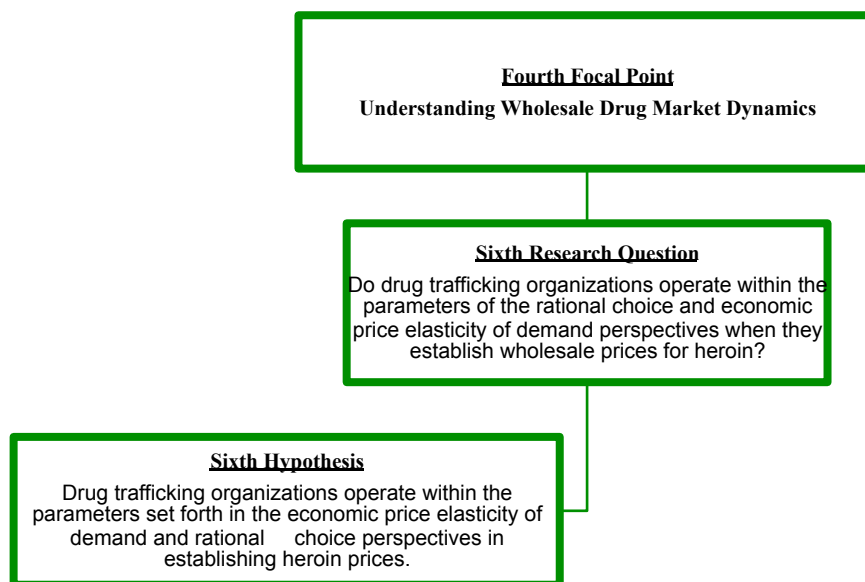 Fourth Focal Point
Understanding Wholesale Drug Market Dynamics
Sixth Research Question
Do drug trafficking organizations operate within the
parameters of the rational choice and economic
price elasticity of demand perspectives when they
establish wholesale prices for heroin?
Sixth Hypothesis
Drug trafficking organizations operate within the
parameters set forth in the economic price elasticity of
demand and rational choice perspectives in
establishing heroin prices.